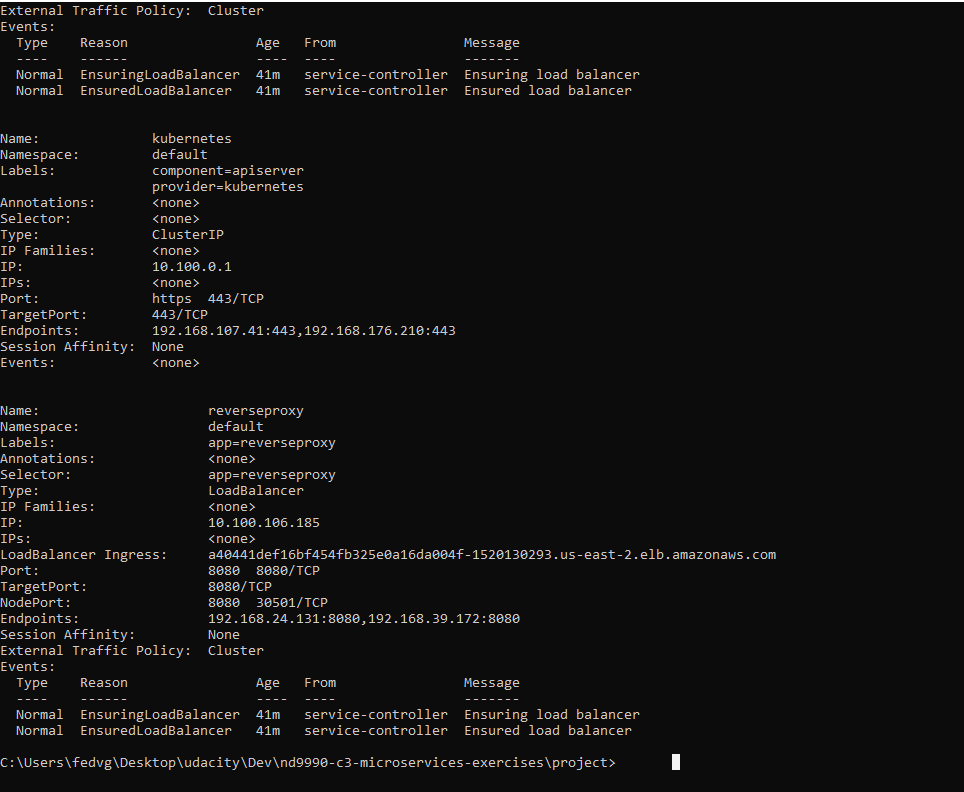 External Traffic Policy:  Cluster
Events:
  Type    Reason                Age   From                Message
  ----    ------                ----  ----                -------
  Normal  EnsuringLoadBalancer  41m   service-controller  Ensuring load balancer
  Normal  EnsuredLoadBalancer   41m   service-controller  Ensured load balancer
Name:              kubernetes
Namespace:         default
Labels:            component=apiserver
                   provider=kubernetes
Annotations:       <none>
Selector:          <none>
Type:              ClusterIP
IP Families:       <none>
IP:                10.100.0.1
IPs:               <none>
Port:              https  443/TCP
TargetPort:        443/TCP
Endpoints:         192.168.107.41:443,192.168.176.210:443
Session Affinity:  None
Events:            <none>
Name:                     reverseproxy
Namespace:                default
Labels:                   app=reverseproxy
Annotations:              <none>
Selector:                 app=reverseproxy
Type:                     LoadBalancer
IP Families:              <none>
IP:                       10.100.106.185
IPs:                      <none>
LoadBalancer Ingress:     a40441def16bf454fb325e0a16da004f-1520130293.us-east-2.elb.amazonaws.com
Port:                     8080  8080/TCP
TargetPort:               8080/TCP
NodePort:                 8080  30501/TCP
Endpoints:                192.168.24.131:8080,192.168.39.172:8080
Session Affinity:         None
External Traffic Policy:  Cluster
Events:
  Type    Reason                Age   From                Message
  ----    ------                ----  ----                -------
  Normal  EnsuringLoadBalancer  41m   service-controller  Ensuring load balancer
  Normal  EnsuredLoadBalancer   41m   service-controller  Ensured load balancer
C:\Users\fedvg\Desktop\udacity\Dev\nd9990-c3-microservices-exercises\project>